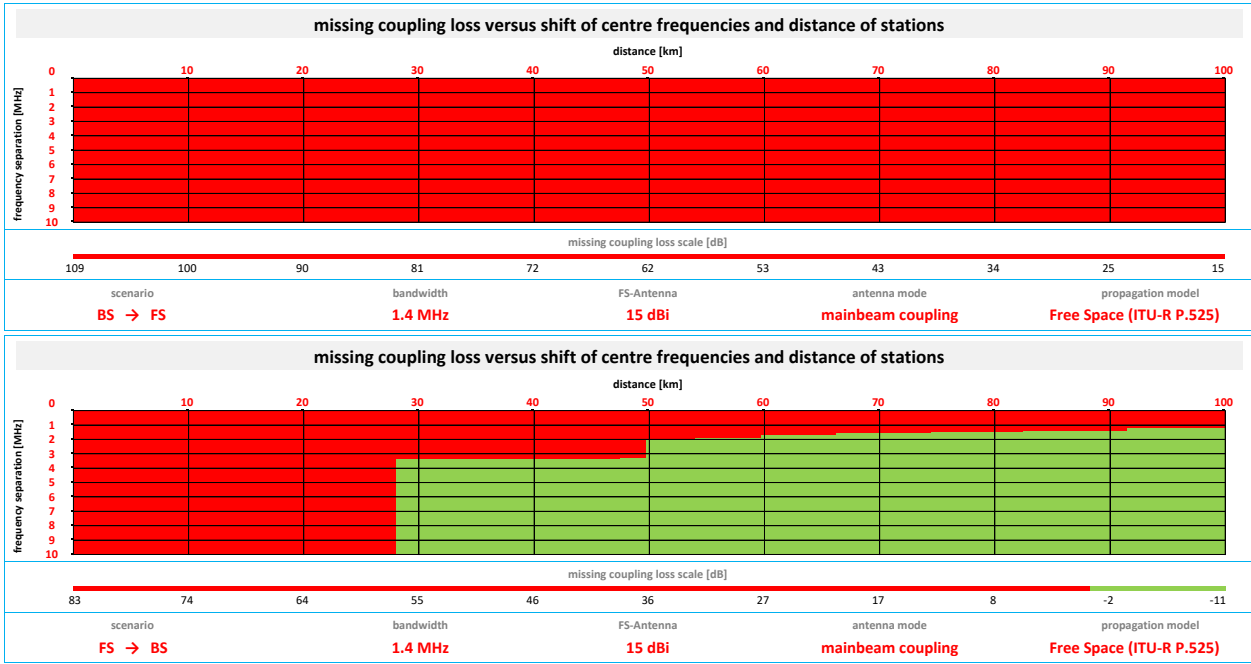 missing coupling loss versus shift of centre frequencies and distance of stations
distance [km]
0 10 20 30 40 50 60 70 80 90 100
frequency separation [MHz]
1
2
3
4
5
6
7
8
9
10
missing coupling loss scale [dB]
109 100 90 81 72 62 53 43 34 25 15
scenario bandwidth FS-Antenna antenna mode propagation model
BS → FS 1.4 MHz 15 dBi mainbeam coupling Free Space (ITU-R P.525)
missing coupling loss versus shift of centre frequencies and distance of stations
distance [km]
0 10 20 30 40 50 60 70 80 90 100
frequency separation [MHz]
1
2
3
4
5
6
7
8
9
10
missing coupling loss scale [dB]
83 74 64 55 46 36 27 17 8 -2 -11
scenario bandwidth FS-Antenna antenna mode propagation model
FS → BS 1.4 MHz 15 dBi mainbeam coupling Free Space (ITU-R P.525)